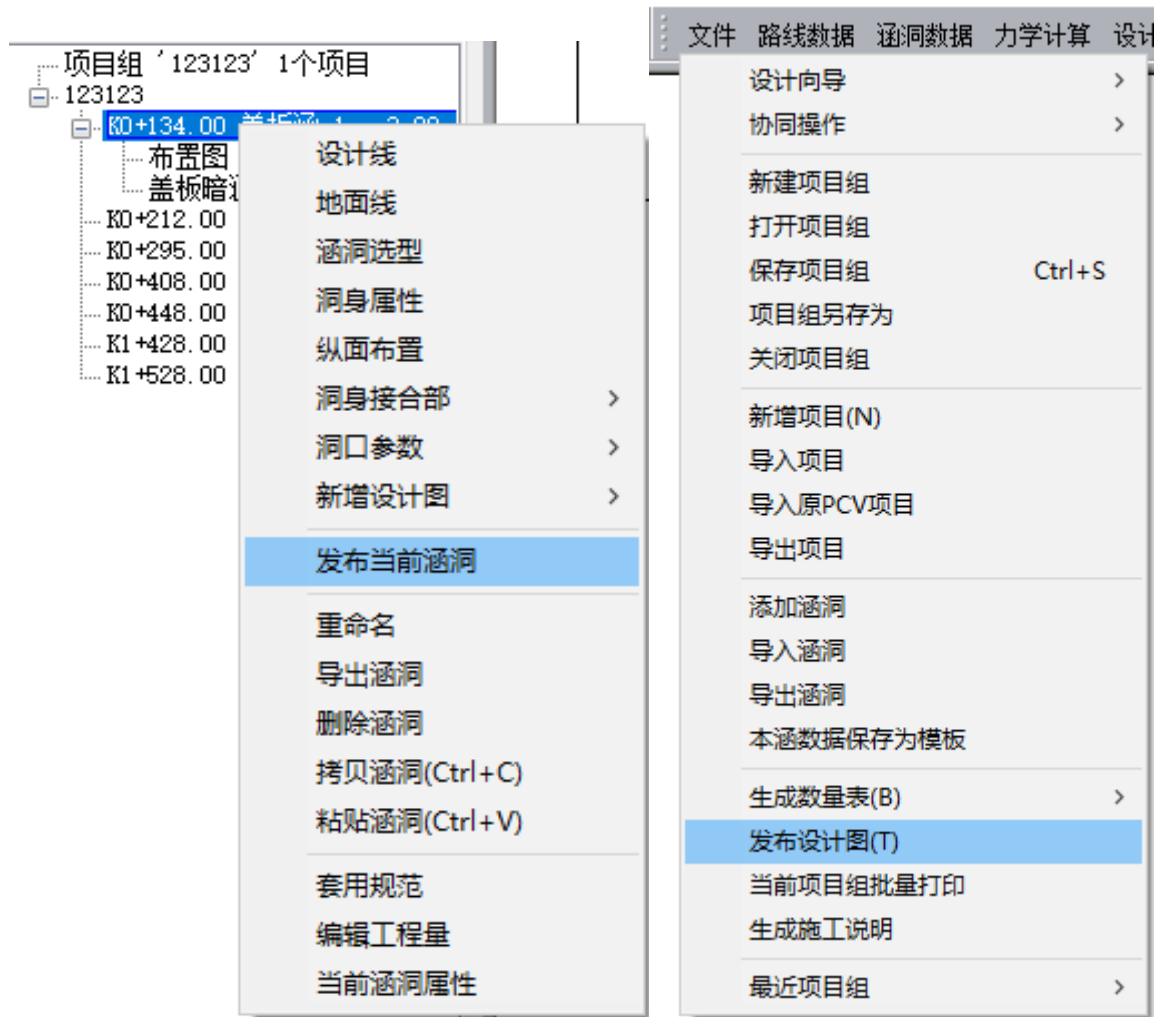 项目组 '123123' 1个项目
123123
K0+134.00
布置图
盖板暗
K0+212.00
K0+295.00
K0+408.00
K0+448.00
K1+428.00
K1+528.00
设计线
地面线
涵洞选型
洞身属性
纵面布置
洞身接合部 >
洞口参数 >
新增设计图 >
发布当前涵洞
重命名
导出涵洞
删除涵洞
拷贝涵洞(Ctrl+C)
粘贴涵洞(Ctrl+V)
套用规范
编辑工程量
当前涵洞属性
文件 路线数据 涵洞数据 力学计算 设计
设计向导 >
协同操作 >
新建项目组
打开项目组
保存项目组 Ctrl+S
项目组另存为
关闭项目组
新增项目(N)
导入项目
导入原PCV项目
导出项目
添加涵洞
导入涵洞
导出涵洞
本涵数据保存为模板
生成数量表(B) >
发布设计图(T)
当前项目组批量打印
生成施工说明
最近项目组 >